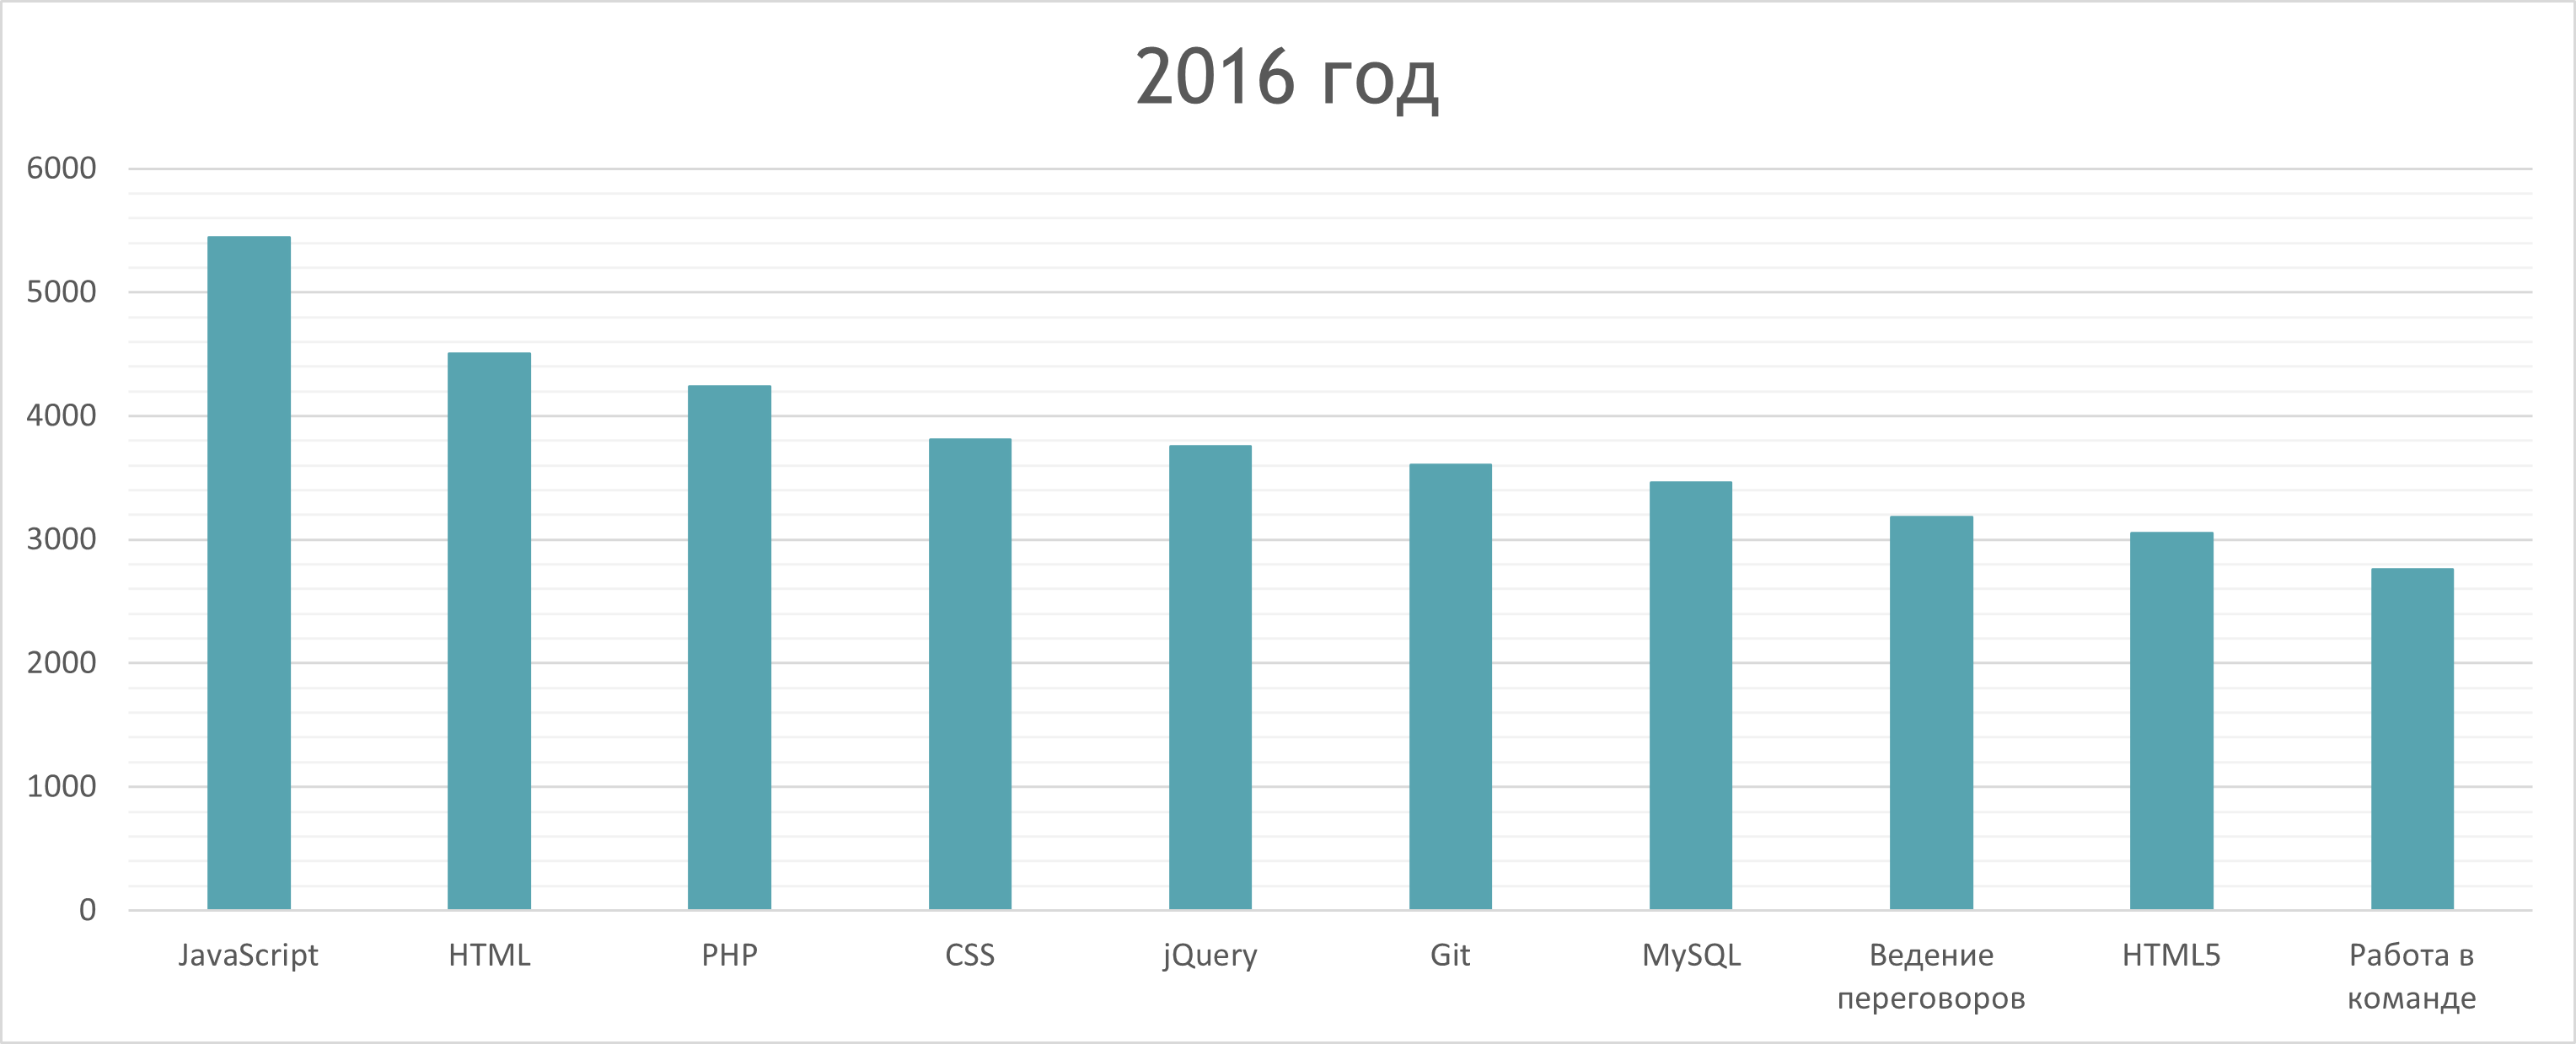 2016 год
6000
5000
4000
3000
2000
1000
0
JavaScript
HTML
PHP
CSS
jQuery
Git
MySQL
Ведение
переговоров
HTML5
Работа в
команде